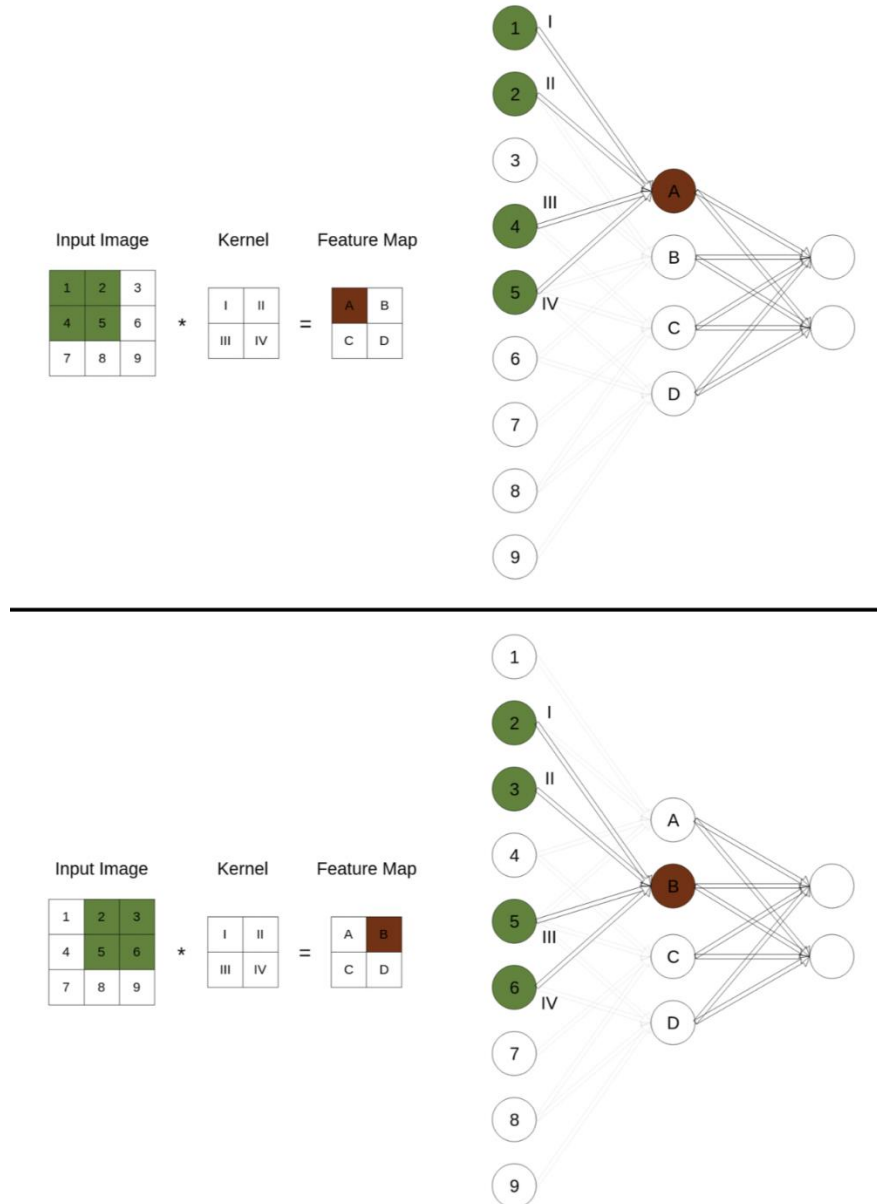 1 I
2 II
3
A
4 III
Input Image Kernel Feature Map
B
1 2 3
I II
A B
5 IV
4 5 6
* =
III IV
C D
C
7 8 9
6
D
7
8
9
1
2 I
3 II
A
4
Input Image Kernel Feature Map
B
1 2 3
I II
A B
5 III
4 5 6
* =
III IV
C D
C
7 8 9
6 IV
D
7
8
9